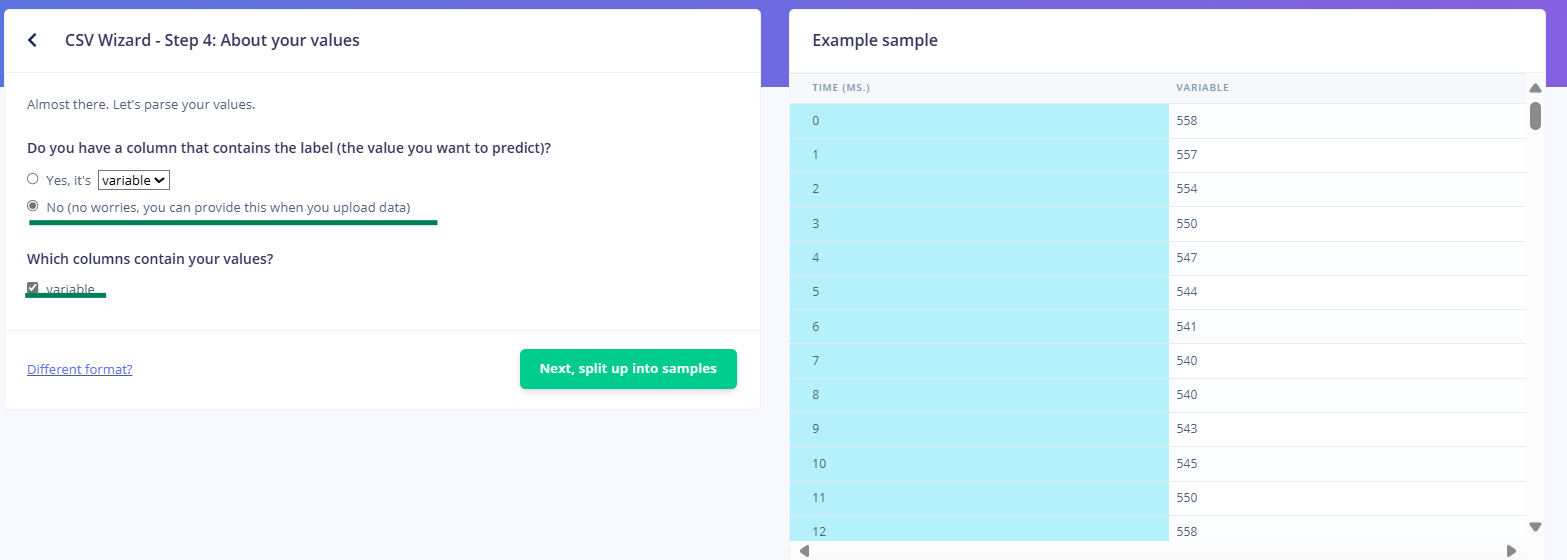 CSV Wizard - Step 4: About your values
Almost there. Let's parse your values.
Do you have a column that contains the label (the value you want to predict)?
Yes, it's variable
No (no worries, you can provide this when you upload data)
Which columns contain your values?
variable
Different format?
Next, split up into samples
Example sample
TIME (MS.) VARIABLE
0 558
1 557
2 554
3 550
4 547
5 544
6 541
7 540
8 540
9 543
10 545
11 550
12 558